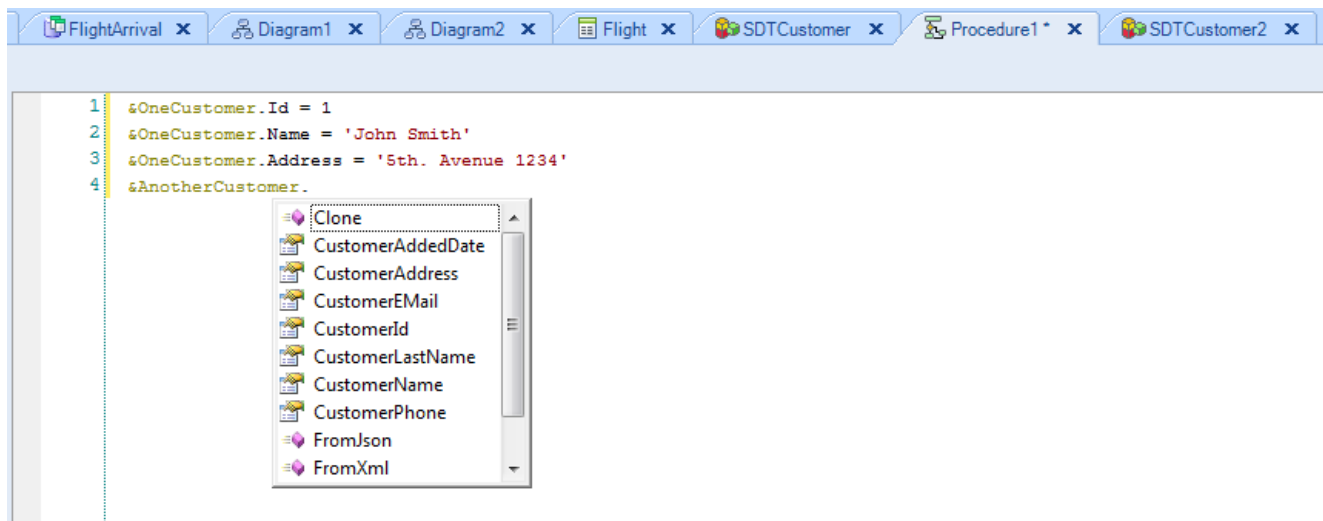 FlightArrival x Diagram1 x Diagram2 x Flight x SDTCustomer x Procedure1 * x SDTCustomer2 x
1 &OneCustomer.Id = 1
2 &OneCustomer.Name = 'John Smith'
3 &OneCustomer.Address = '5th. Avenue 1234'
4 &AnotherCustomer.
Clone
CustomerAddedDate
CustomerAddress
CustomerEMail
CustomerId
CustomerLastName
CustomerName
CustomerPhone
FromJson
FromXml